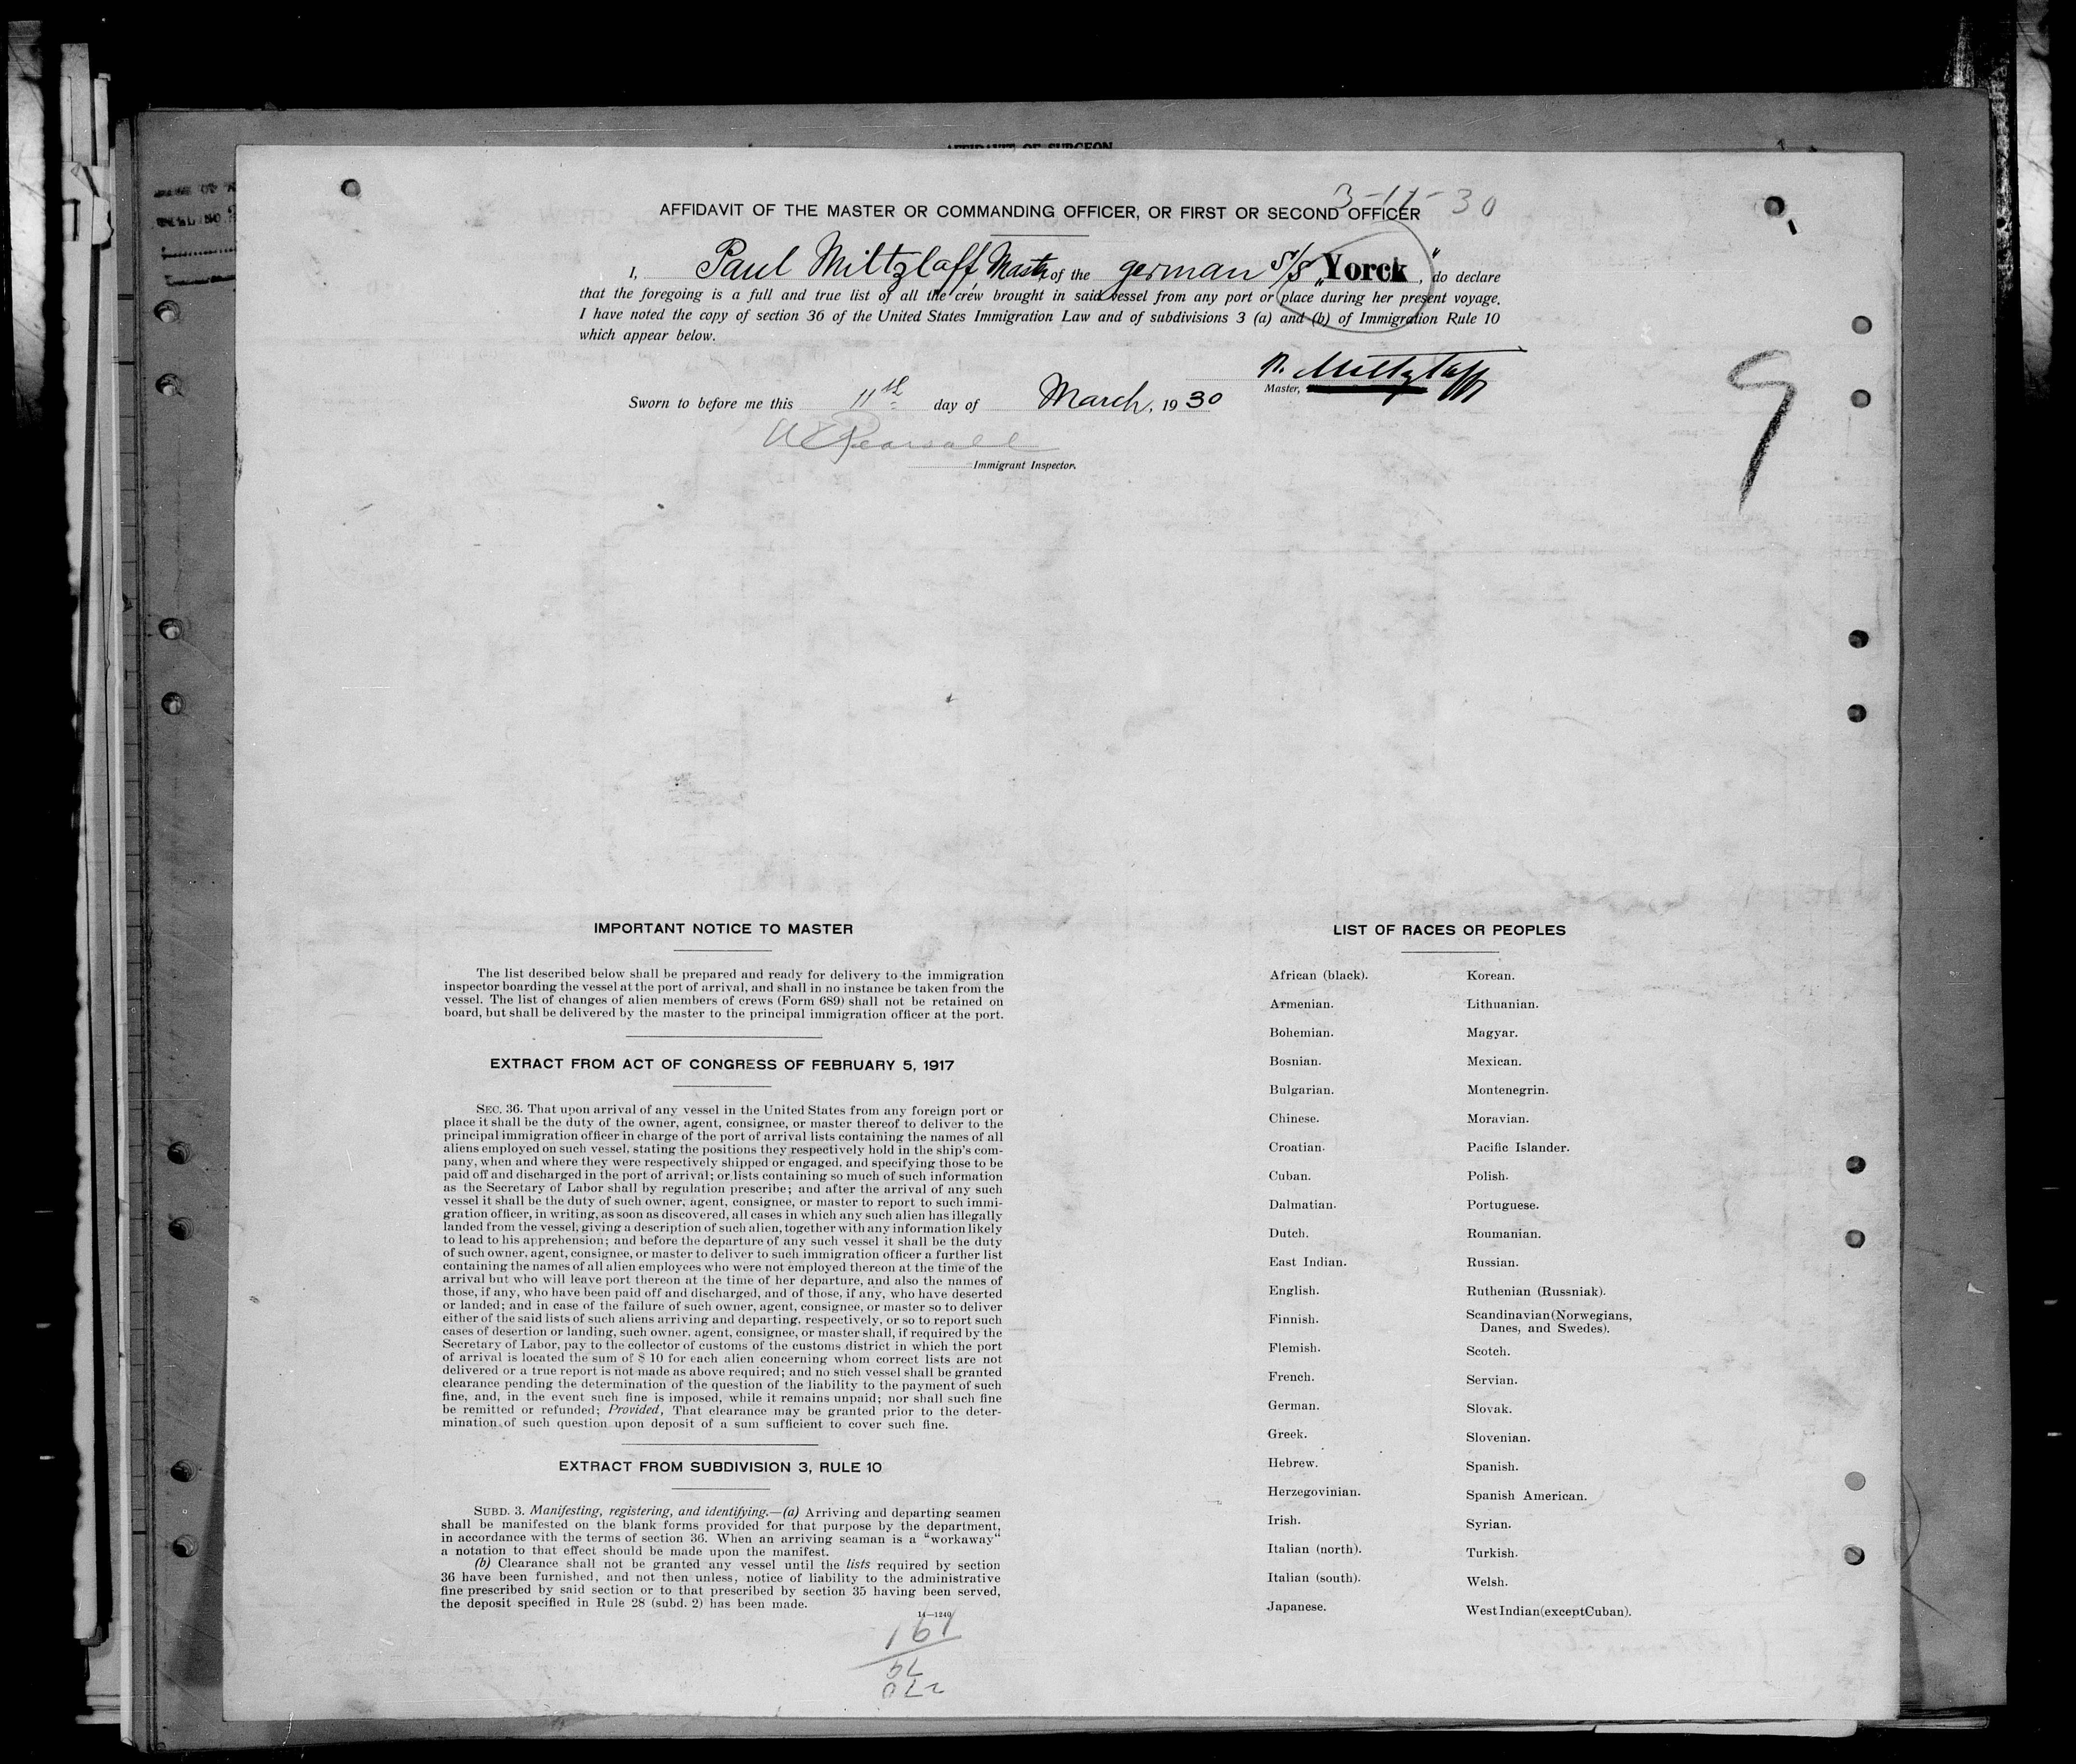 AFFIDAVIT OF SURGEON
3-11-30
AFFIDAVIT OF THE MASTER OR COMMANDING OFFICER, OR FIRST OR SECOND OFFICER
I, Paul Miltzlaff, Master of the german S/S „Yorck“, do declare
that the foregoing is a full and true list of all the crew brought in said vessel from any port or place during her present voyage.
I have noted the copy of section 36 of the United States Immigration Law and of subdivisions 3 (a) and (b) of Immigration Rule 10
which appear below.
P. Miltzlaff
Master,
Sworn to before me this 11th day of March, 1930
Pearsall
Immigrant Inspector.
9
IMPORTANT NOTICE TO MASTER
The list described below shall be prepared and ready for delivery to the immigration
inspector boarding the vessel at the port of arrival, and shall in no instance be taken from the
vessel. The list of changes of alien members of crews (Form 689) shall not be retained on
board, but shall be delivered by the master to the principal immigration officer at the port.
EXTRACT FROM ACT OF CONGRESS OF FEBRUARY 5, 1917
SEC. 36. That upon arrival of any vessel in the United States from any foreign port or
place it shall be the duty of the owner, agent, consignee, or master thereof to deliver to the
principal immigration officer in charge of the port of arrival lists containing the names of all
aliens employed on such vessel, stating the positions they respectively hold in the ship's com-
pany, when and where they were respectively shipped or engaged, and specifying those to be
paid off and discharged in the port of arrival; or lists containing so much of such information
as the Secretary of Labor shall by regulation prescribe; and after the arrival of any such
vessel it shall be the duty of such owner, agent, consignee, or master to report to such immi-
gration officer, in writing, as soon as discovered, all cases in which any such alien has illegally
landed from the vessel, giving a description of such alien, together with any information likely
to lead to his apprehension; and before the departure of any such vessel it shall be the duty
of such owner, agent, consignee, or master to deliver to such immigration officer a further list
containing the names of all alien employees who were not employed thereon at the time of the
arrival but who will leave port thereon at the time of her departure, and also the names of
those, if any, who have been paid off and discharged, and of those, if any, who have deserted
or landed; and in case of the failure of such owner, agent, consignee, or master so to deliver
either of the said lists of such aliens arriving and departing, respectively, or so to report such
cases of desertion or landing, such owner, agent, consignee, or master shall, if required by the
Secretary of Labor, pay to the collector of customs of the customs district in which the port
of arrival is located the sum of $ 10 for each alien concerning whom correct lists are not
delivered or a true report is not made as above required; and no such vessel shall be granted
clearance pending the determination of the question of the liability to the payment of such
fine, and, in the event such fine is imposed, while it remains unpaid; nor shall such fine
be remitted or refunded; Provided, That clearance may be granted prior to the deter-
mination of such question upon deposit of a sum sufficient to cover such fine.
EXTRACT FROM SUBDIVISION 3, RULE 10
SUBD. 3. Manifesting, registering, and identifying.—(a) Arriving and departing seamen
shall be manifested on the blank forms provided for that purpose by the department,
in accordance with the terms of section 36. When an arriving seaman is a “workaway“
a notation to that effect should be made upon the manifest.
(b) Clearance shall not be granted any vessel until the lists required by section
36 have been furnished, and not then unless, notice of liability to the administrative
fine prescribed by said section or to that prescribed by section 35 having been served,
the deposit specified in Rule 28 (subd. 2) has been made.
14—1240
LIST OF RACES OR PEOPLES
African (black).
Armenian.
Bohemian.
Bosnian.
Bulgarian.
Chinese.
Croatian.
Cuban.
Dalmatian.
Dutch.
East Indian.
English.
Finnish.
Flemish.
French.
German.
Greek.
Hebrew.
Herzegovinian.
Irish.
Italian (north).
Italian (south).
Japanese.
Korean.
Lithuanian.
Magyar.
Mexican.
Montenegrin.
Moravian.
Pacific Islander.
Polish.
Portuguese.
Roumanian.
Russian.
Ruthenian (Russniak).
Scandinavian (Norwegians,
Danes, and Swedes).
Scotch.
Servian.
Slovak.
Slovenian.
Spanish.
Spanish American.
Syrian.
Turkish.
Welsh.
West Indian (except Cuban).